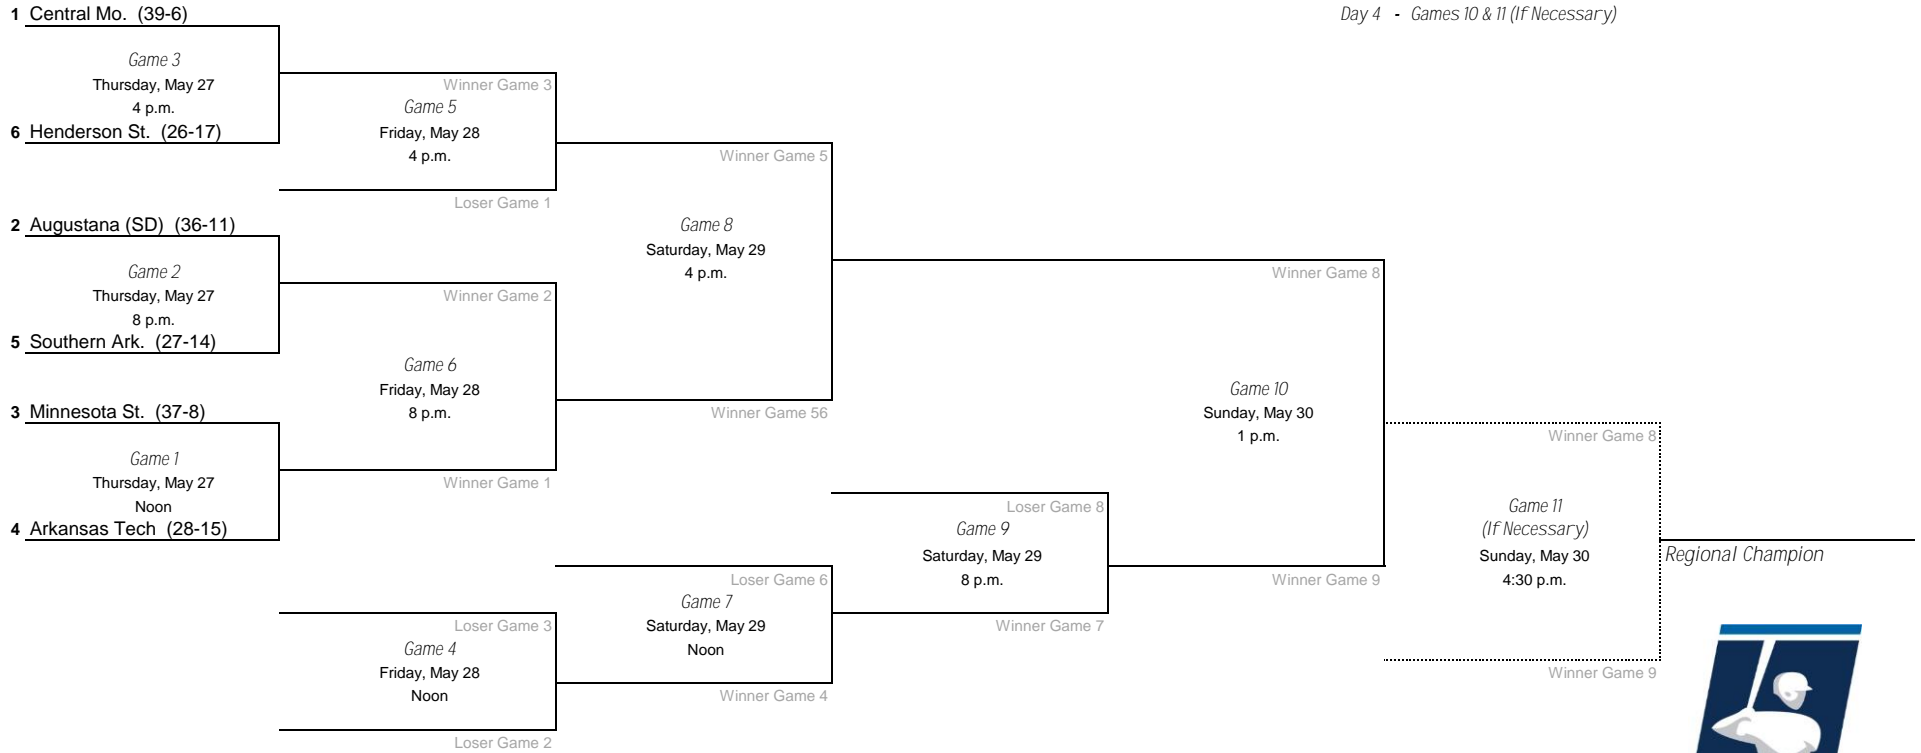 1 Central Mo. (39-6)
Day 4 - Games 10 & 11 (If Necessary)
Game 3
Thursday, May 27
4 p.m.
6 Henderson St. (26-17)
Winner Game 3
Game 5
Friday, May 28
4 p.m.
Loser Game 1
2 Augustana (SD) (36-11)
Game 2
Thursday, May 27
8 p.m.
5 Southern Ark. (27-14)
Winner Game 2
Game 6
Friday, May 28
8 p.m.
Winner Game 1
3 Minnesota St. (37-8)
Game 1
Thursday, May 27
Noon
4 Arkansas Tech (28-15)
Winner Game 5
Game 8
Saturday, May 29
4 p.m.
Winner Game 56
Loser Game 3
Game 4
Friday, May 28
Noon
Loser Game 2
Loser Game 6
Game 7
Saturday, May 29
Noon
Winner Game 4
Loser Game 8
Game 9
Saturday, May 29
8 p.m.
Winner Game 7
Winner Game 8
Game 10
Sunday, May 30
1 p.m.
Winner Game 9
Winner Game 8
Game 11
(If Necessary)
Sunday, May 30
4:30 p.m.
Winner Game 9
Regional Champion